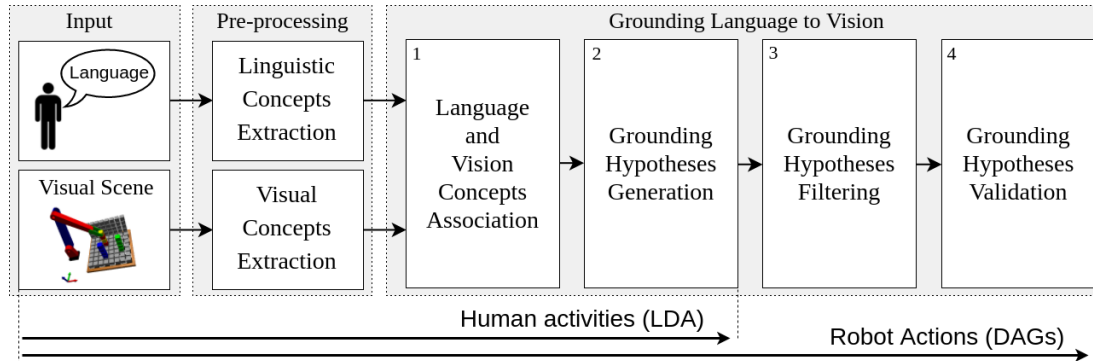 Input
Pre-processing
Grounding Language to Vision
Language
Visual Scene
Linguistic
Concepts
Extraction
Visual
Concepts
Extraction
1
Language
and
Vision
Concepts
Association
2
Grounding
Hypotheses
Generation
3
Grounding
Hypotheses
Filtering
4
Grounding
Hypotheses
Validation
Human activities (LDA)
Robot Actions (DAGs)